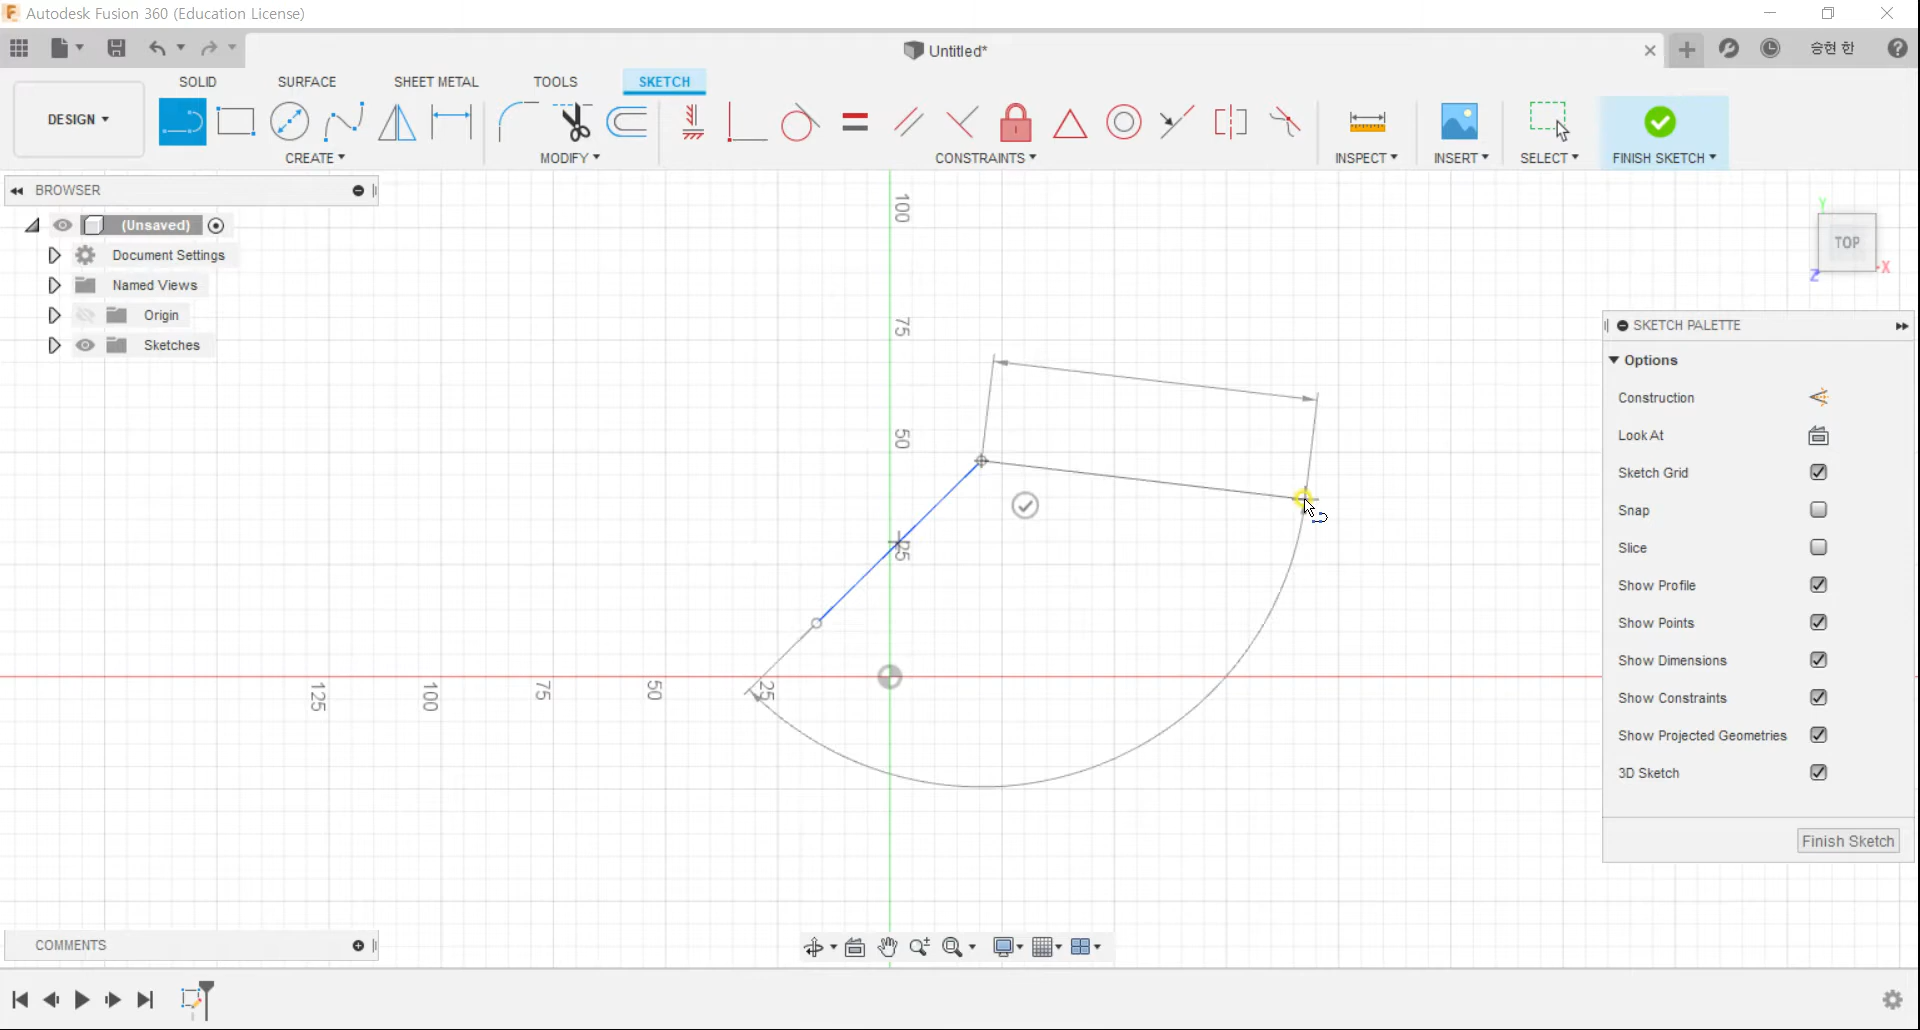 Autodesk Fusion 360 (Education License)
Untitled*
승현 한
SOLID
SURFACE
SHEET METAL
TOOLS
SKETCH
DESIGN
CREATE
MODIFY
CONSTRAINTS
INSPECT
INSERT
SELECT
FINISH SKETCH
BROWSER
(Unsaved)
Document Settings
Named Views
Origin
Sketches
100
75
50
25
125
100
75
50
25
Y
TOP
Z
X
SKETCH PALETTE
Options
Construction
Look At
Sketch Grid
Snap
Slice
Show Profile
Show Points
Show Dimensions
Show Constraints
Show Projected Geometries
3D Sketch
Finish Sketch
COMMENTS